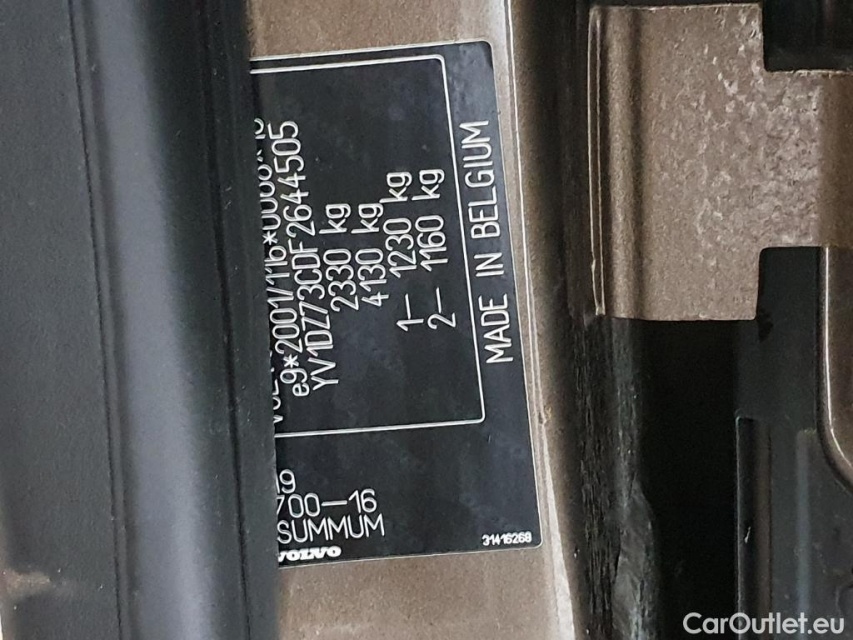 e9*2001/116*
YV1DZ73CDF2644505
2330 kg
4130 kg
1— 1230 kg
2— 1160 kg
MADE IN BELGIUM
700—16
SUMMUM
VOLVO
31416268
CarOutlet.eu